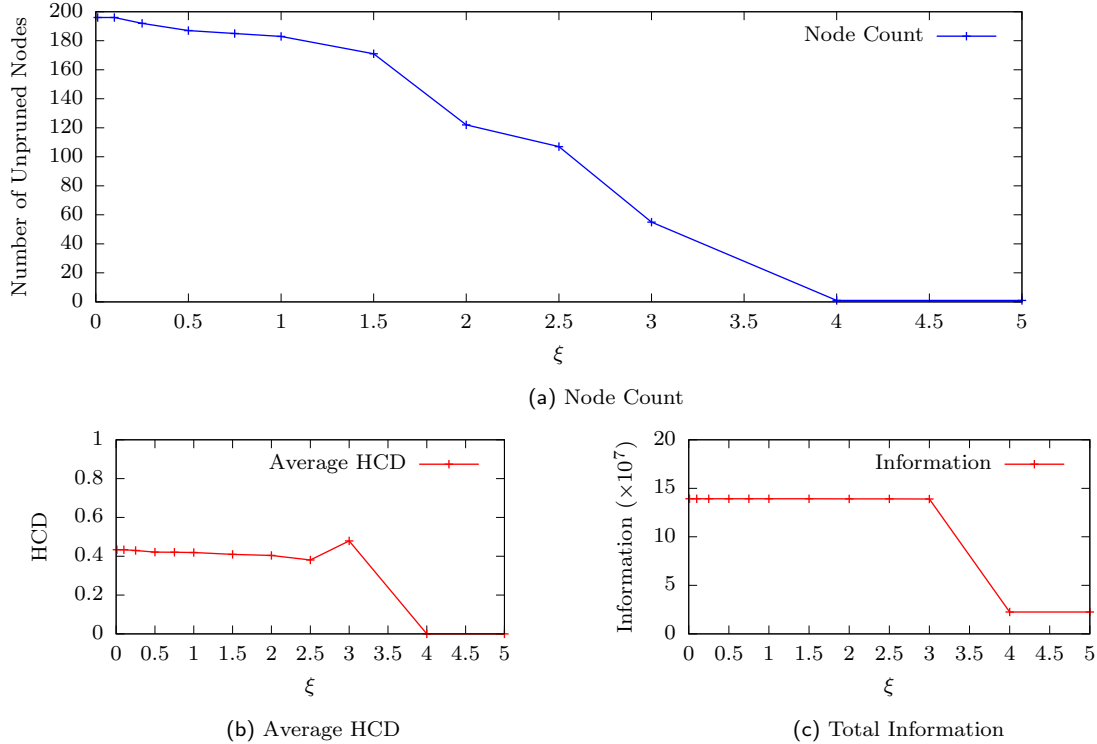 200
180
160
140
120
100
80
60
40
20
0
Number of Unpruned Nodes
Node Count
0 0.5 1 1.5 2 2.5 3 3.5 4 4.5 5
ξ
(a) Node Count
1
0.8
0.6
0.4
0.2
0
HCD
Average HCD
0 0.5 1 1.5 2 2.5 3 3.5 4 4.5 5
ξ
(b) Average HCD
20
15
10
5
0
Information (×10⁷)
Information
0 0.5 1 1.5 2 2.5 3 3.5 4 4.5 5
ξ
(c) Total Information